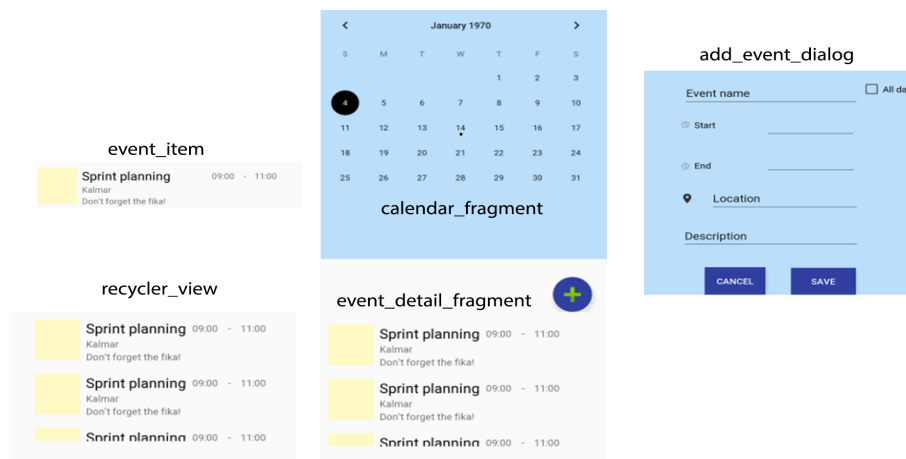 January 1970
S M T W T F S
1 2 3
4 5 6 7 8 9 10
11 12 13 14 15 16 17
18 19 20 21 22 23 24
25 26 27 28 29 30 31
calendar_fragment
add_event_dialog
Event name
All da
Start
End
Location
Description
CANCEL SAVE
event_item
Sprint planning 09:00 - 11:00
Kalmar
Don't forget the fika!
recycler_view
Sprint planning 09:00 - 11:00
Kalmar
Don't forget the fika!
Sprint planning 09:00 - 11:00
Kalmar
Don't forget the fika!
Sprint planning 09:00 - 11:00
event_detail_fragment
Sprint planning 09:00 - 11:00
Kalmar
Don't forget the fika!
Sprint planning 09:00 - 11:00
Kalmar
Don't forget the fika!
Sprint planning 09:00 - 11:00